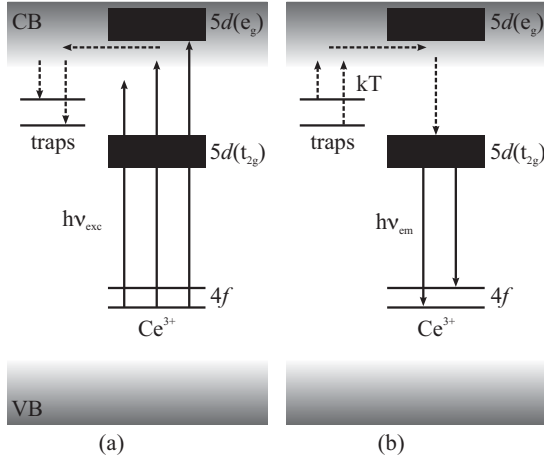 CB
5d(eg)
traps
5d(t2g)
hνexc
4f
Ce3+
VB
(a)
5d(eg)
kT
traps
5d(t2g)
hνem
4f
Ce3+
(b)